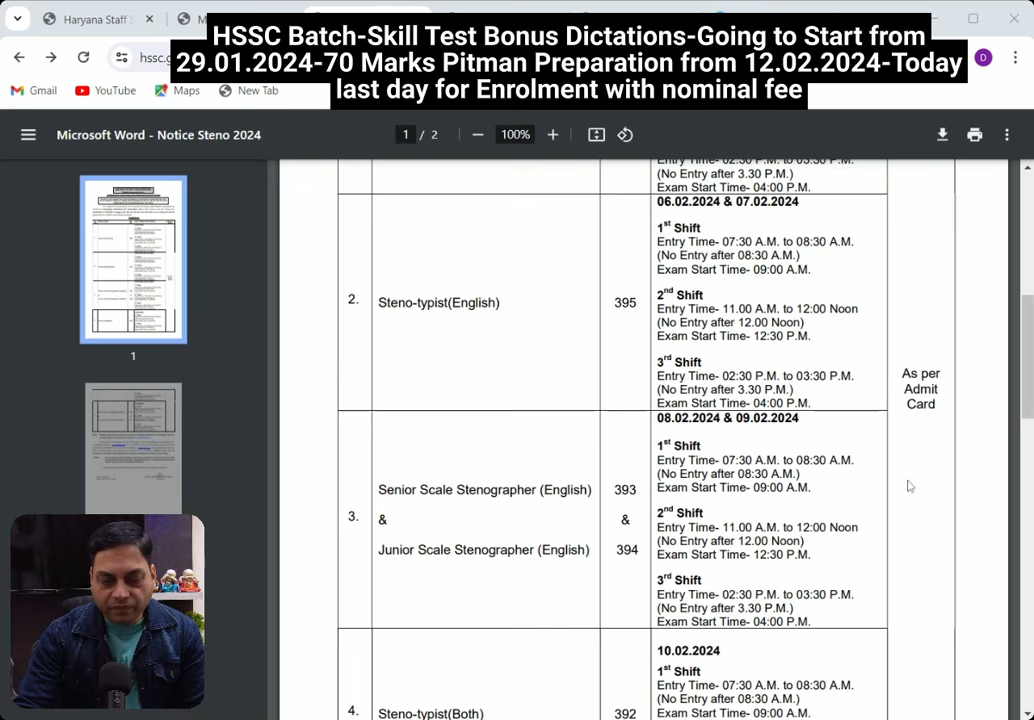 HSSC Batch-Skill Test Bonus Dictations-Going to Start from
29.01.2024-70 Marks Pitman Preparation from 12.02.2024-Today
last day for Enrolment with nominal fee
Haryana Staff S
hssc.g
D
Gmail
YouTube
Maps
New Tab
Microsoft Word - Notice Steno 2024
1 / 2
100%
Entry Time- 02:30 P.M. to 03:30 P.M.
(No Entry after 3.30 P.M.)
Exam Start Time- 04:00 P.M.
2.
Steno-typist(English)
395
06.02.2024 & 07.02.2024
1st Shift
Entry Time- 07:30 A.M. to 08:30 A.M.
(No Entry after 08:30 A.M.)
Exam Start Time- 09:00 A.M.
2nd Shift
Entry Time- 11.00 A.M. to 12:00 Noon
(No Entry after 12.00 Noon)
Exam Start Time- 12:30 P.M.
3rd Shift
Entry Time- 02:30 P.M. to 03:30 P.M.
(No Entry after 3.30 P.M.)
Exam Start Time- 04:00 P.M.
As per
Admit
Card
3.
Senior Scale Stenographer (English)
&
Junior Scale Stenographer (English)
393
&
394
08.02.2024 & 09.02.2024
1st Shift
Entry Time- 07:30 A.M. to 08:30 A.M.
(No Entry after 08:30 A.M.)
Exam Start Time- 09:00 A.M.
2nd Shift
Entry Time- 11.00 A.M. to 12:00 Noon
(No Entry after 12.00 Noon)
Exam Start Time- 12:30 P.M.
3rd Shift
Entry Time- 02:30 P.M. to 03:30 P.M.
(No Entry after 3.30 P.M.)
Exam Start Time- 04:00 P.M.
4.
Steno-typist(Both)
392
10.02.2024
1st Shift
Entry Time- 07:30 A.M. to 08:30 A.M.
(No Entry after 08:30 A.M.)
Exam Start Time- 09:00 A.M.
1